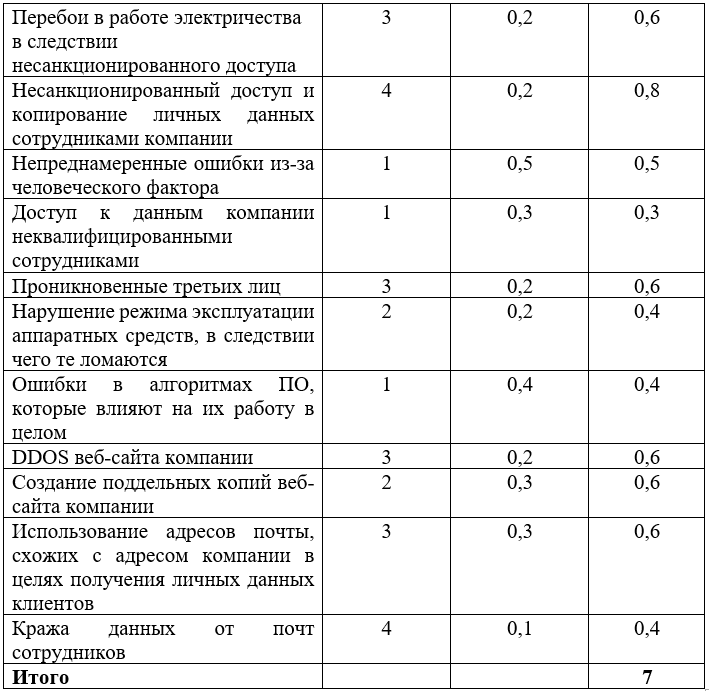 Перебои в работе электричества 3 0,2 0,6
в следствии
несанкционированного доступа
Несанкционированный доступ и 4 0,2 0,8
копирование личных данных
сотрудниками компании
Непреднамеренные ошибки из-за 1 0,5 0,5
человеческого фактора
Доступ к данным компании 1 0,3 0,3
неквалифицированными
сотрудниками
Проникновенные третьих лиц 3 0,2 0,6
Нарушение режима эксплуатации 2 0,2 0,4
аппаратных средств, в следствии
чего те ломаются
Ошибки в алгоритмах ПО, 1 0,4 0,4
которые влияют на их работу в
целом
DDOS веб-сайта компании 3 0,2 0,6
Создание поддельных копий веб- 2 0,3 0,6
сайта компании
Использование адресов почты, 3 0,3 0,6
схожих с адресом компании в
целях получения личных данных
клиентов
Кража данных от почт 4 0,1 0,4
сотрудников
Итого 7